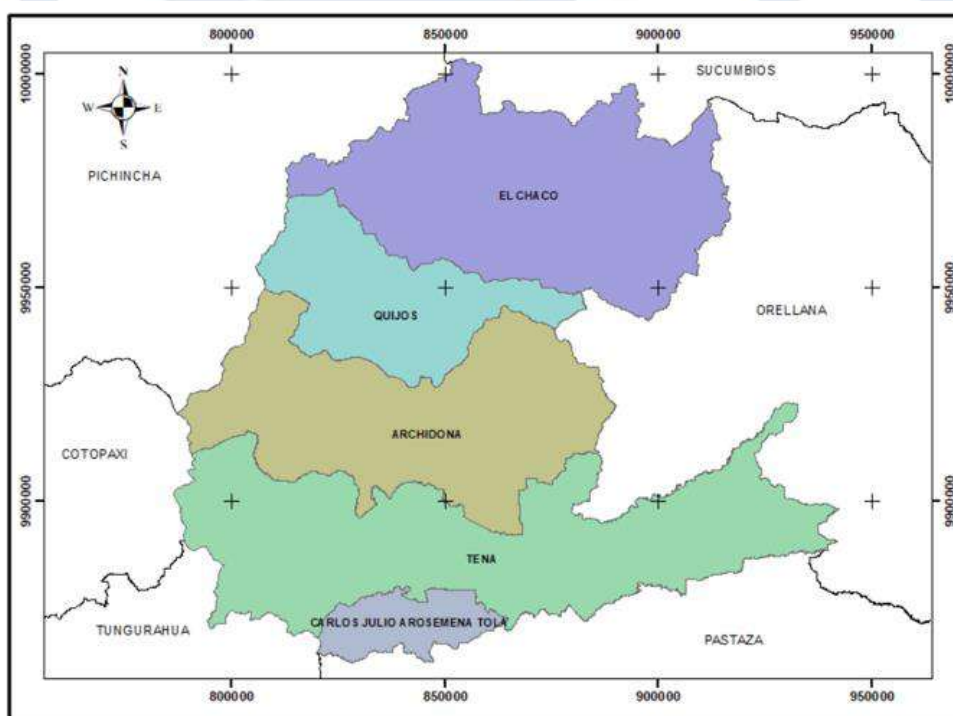 800000 850000 900000 950000
10000000 10000000
SUCUMBIOS
N
W E
S
PICHINCHA
EL CHACO
9950000 9950000
ORELLANA
QUIJOS
ARCHIDONA
COTOPAXI
9900000 9900000
TENA
CARLOS JULIO AROSEMENA TOLA
TUNGURAHUA
PASTAZA
800000 850000 900000 950000